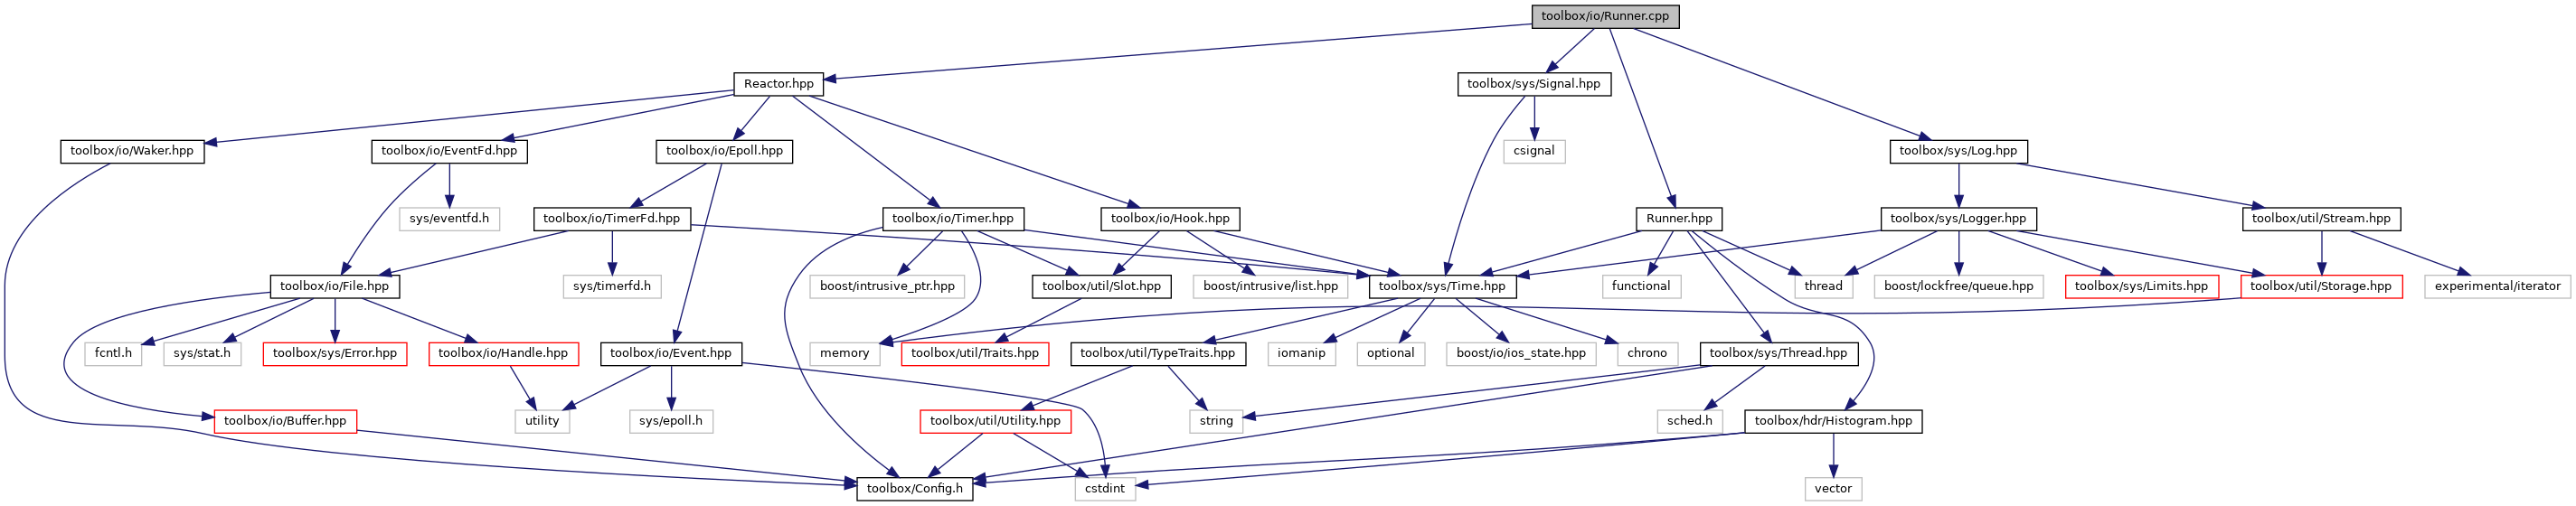 toolbox/io/Runner.cpp
Reactor.hpp
toolbox/sys/Signal.hpp
toolbox/io/Waker.hpp
toolbox/io/EventFd.hpp
toolbox/io/Epoll.hpp
csignal
toolbox/sys/Log.hpp
sys/eventfd.h
toolbox/io/TimerFd.hpp
toolbox/io/Timer.hpp
toolbox/io/Hook.hpp
Runner.hpp
toolbox/sys/Logger.hpp
toolbox/util/Stream.hpp
toolbox/io/File.hpp
sys/timerfd.h
boost/intrusive_ptr.hpp
toolbox/util/Slot.hpp
boost/intrusive/list.hpp
toolbox/sys/Time.hpp
functional
thread
boost/lockfree/queue.hpp
toolbox/sys/Limits.hpp
toolbox/util/Storage.hpp
experimental/iterator
fcntl.h
sys/stat.h
toolbox/sys/Error.hpp
toolbox/io/Handle.hpp
toolbox/io/Event.hpp
memory
toolbox/util/Traits.hpp
toolbox/util/TypeTraits.hpp
iomanip
optional
boost/io/ios_state.hpp
chrono
toolbox/sys/Thread.hpp
toolbox/io/Buffer.hpp
utility
sys/epoll.h
toolbox/util/Utility.hpp
string
sched.h
toolbox/hdr/Histogram.hpp
toolbox/Config.h
cstdint
vector